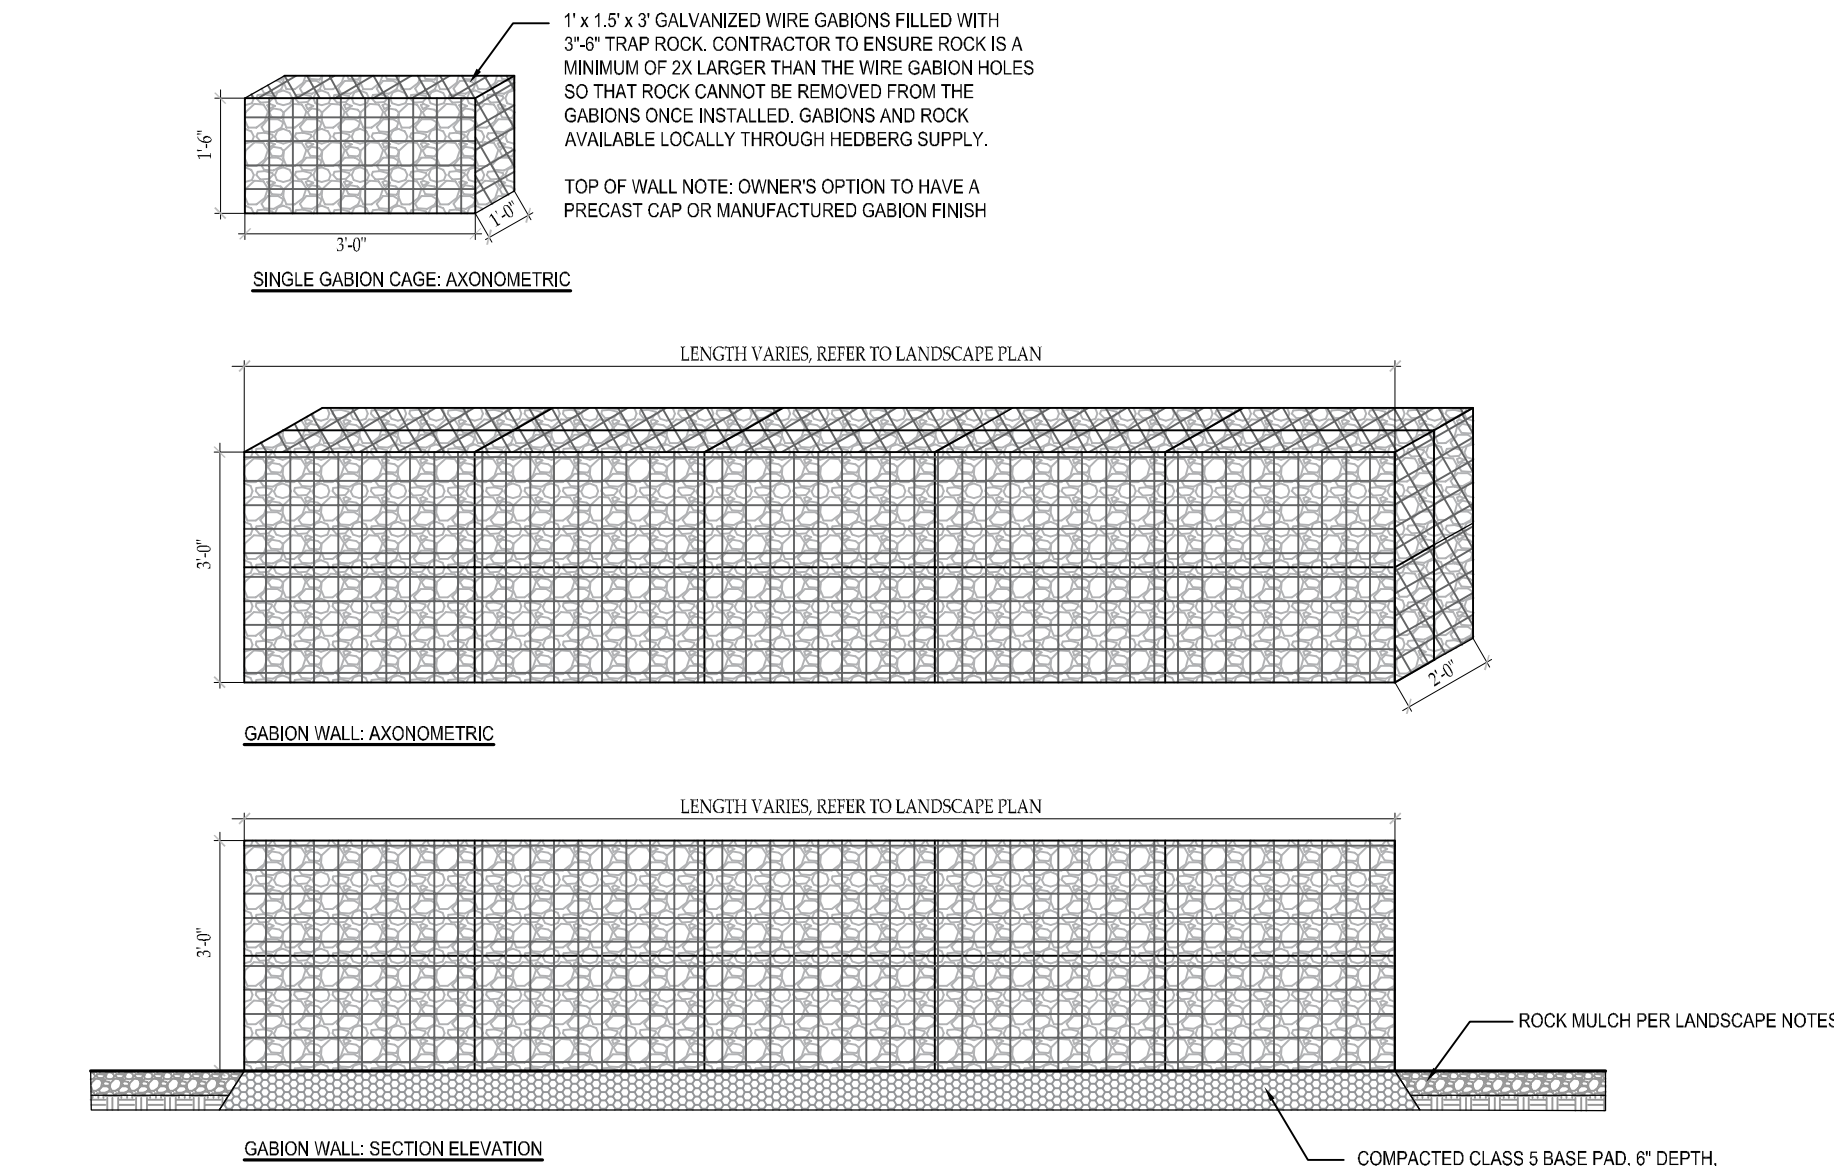 1' x 1.5' x 3' GALVANIZED WIRE GABIONS FILLED WITH
3"-6" TRAP ROCK. CONTRACTOR TO ENSURE ROCK IS A
MINIMUM OF 2X LARGER THAN THE WIRE GABION HOLES
SO THAT ROCK CANNOT BE REMOVED FROM THE
GABIONS ONCE INSTALLED. GABIONS AND ROCK
AVAILABLE LOCALLY THROUGH HEDBERG SUPPLY.
TOP OF WALL NOTE: OWNER'S OPTION TO HAVE A
PRECAST CAP OR MANUFACTURED GABION FINISH
1'-6"
1'-0"
3'-0"
SINGLE GABION CAGE: AXONOMETRIC
LENGTH VARIES, REFER TO LANDSCAPE PLAN
3'-0"
2'-0"
GABION WALL: AXONOMETRIC
LENGTH VARIES, REFER TO LANDSCAPE PLAN
3'-0"
ROCK MULCH PER LANDSCAPE NOTES
GABION WALL: SECTION ELEVATION
COMPACTED CLASS 5 BASE PAD, 6" DEPTH.